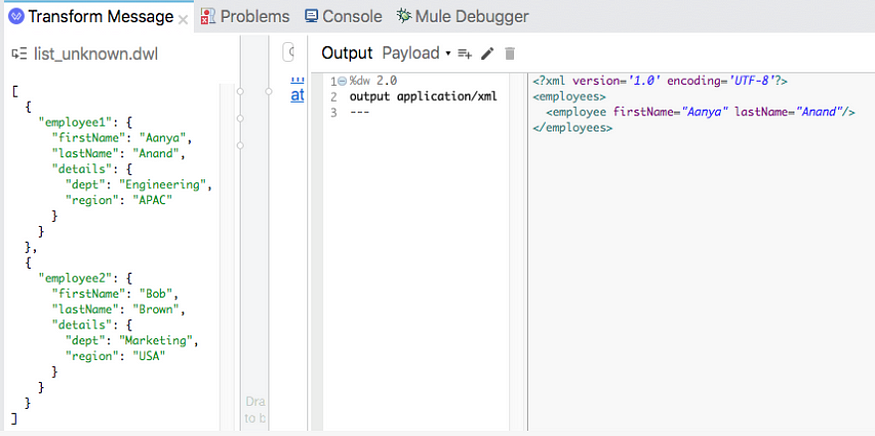 Transform Message Problems Console Mule Debugger
list_unknown.dwl
[
  {
    "employee1": {
      "firstName": "Aanya",
      "lastName": "Anand",
      "details": {
        "dept": "Engineering",
        "region": "APAC"
      }
    }
  },
  {
    "employee2": {
      "firstName": "Bob",
      "lastName": "Brown",
      "details": {
        "dept": "Marketing",
        "region": "USA"
      }
    }
  }
]
at
Dra
to b
Output Payload
1 %dw 2.0
2 output application/xml
3 ---
<?xml version='1.0' encoding='UTF-8'?>
<employees>
  <employee firstName="Aanya" lastName="Anand"/>
</employees>